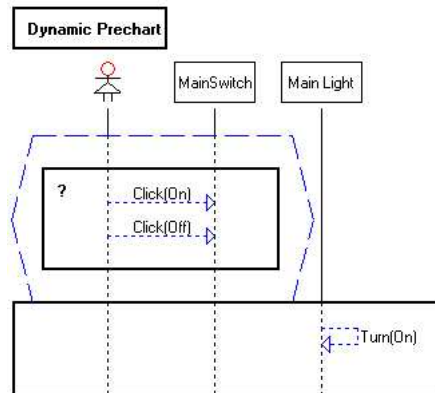 Dynamic Prechart
MainSwitch
Main Light
?
Click(On)
Click(Off)
Turn(On)